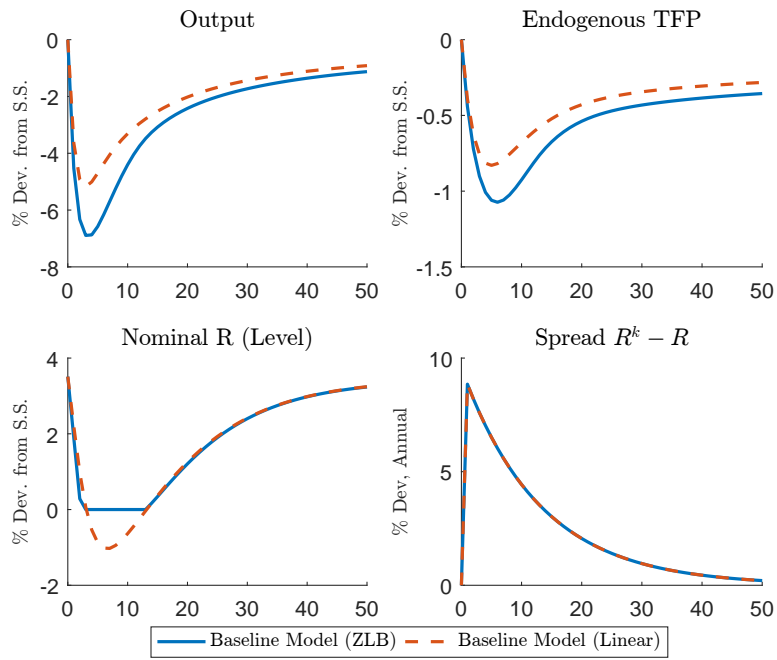 Output
Endogenous TFP
% Dev. from S.S.
0
-2
-4
-6
-8
0 10 20 30 40 50
% Dev. from S.S.
0
-0.5
-1
-1.5
0 10 20 30 40 50
Nominal R (Level)
Spread R^k − R
% Dev. from S.S.
4
2
0
-2
0 10 20 30 40 50
% Dev, Annual
10
5
0
0 10 20 30 40 50
Baseline Model (ZLB) Baseline Model (Linear)